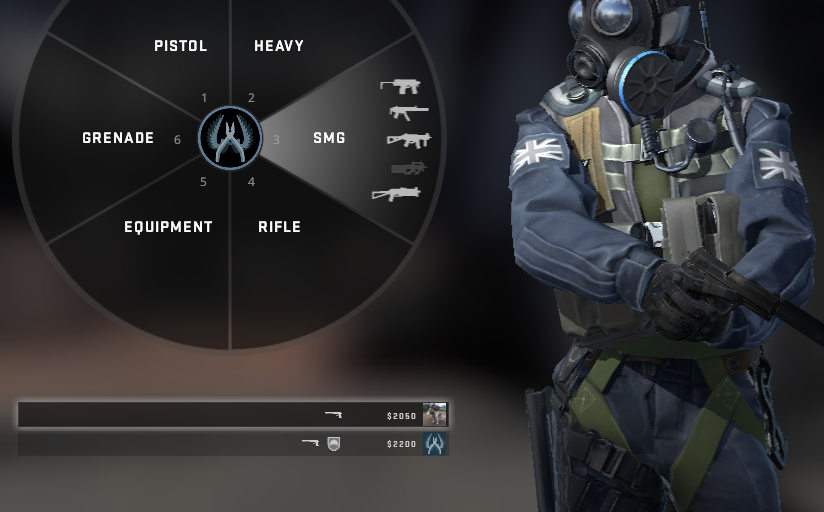 PISTOL HEAVY
1 2
GRENADE 6 3 SMG
5 4
EQUIPMENT RIFLE
$2050
$2200